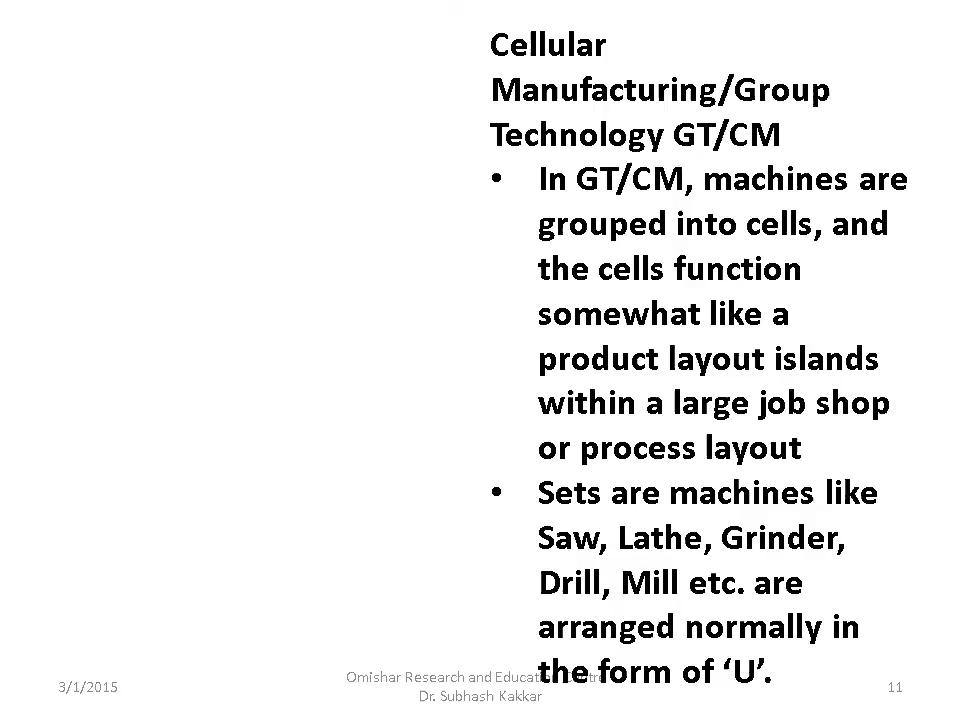 Cellular
Manufacturing/Group
Technology GT/CM
• In GT/CM, machines are
grouped into cells, and
the cells function
somewhat like a
product layout islands
within a large job shop
or process layout
• Sets are machines like
Saw, Lathe, Grinder,
Drill, Mill etc. are
arranged normally in
the form of ‘U’.
3/1/2015
Omishar Research and Education Centre
Dr. Subhash Kakkar
11